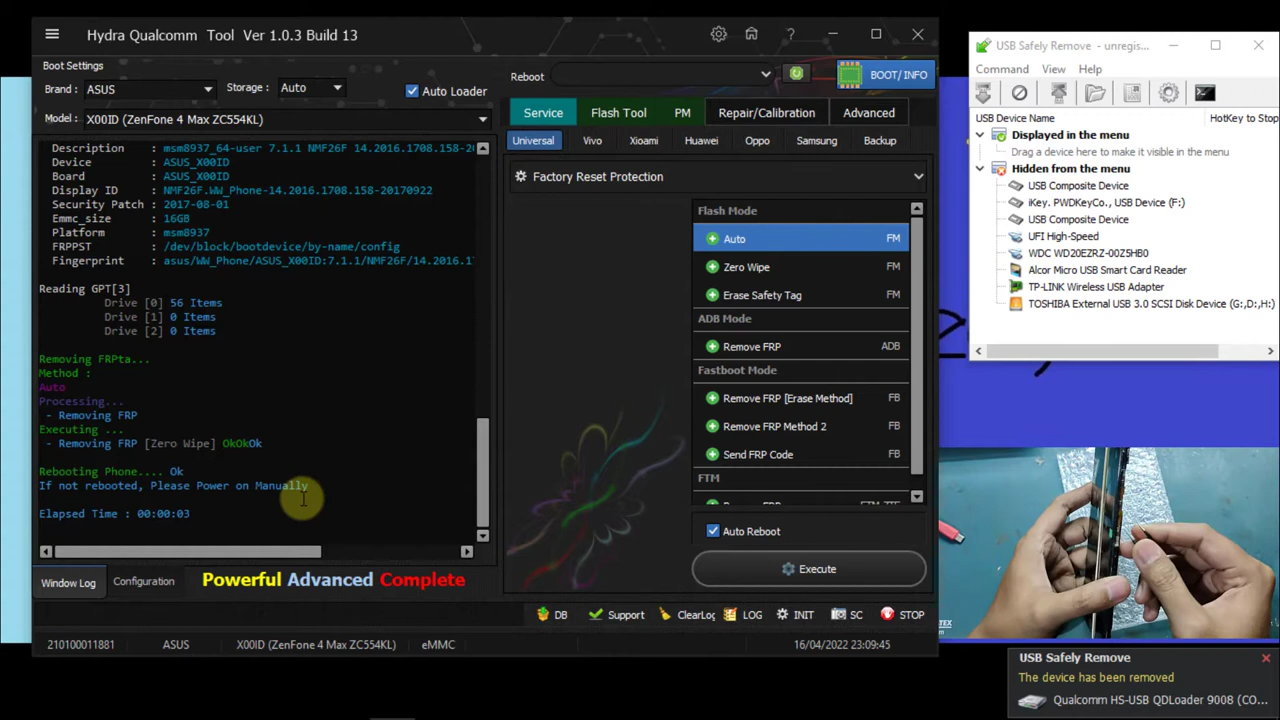 Hydra Qualcomm Tool Ver 1.0.3 Build 13
Boot Settings
Brand : ASUS Storage : Auto Auto Loader
Model : X00ID (ZenFone 4 Max ZC554KL)
Reboot BOOT/INFO
Service Flash Tool PM Repair/Calibration Advanced
Universal Vivo Xoami Huawei Oppo Samsung Backup
Description : msm8937_64-user 7.1.1 NMF26F 14.2016.1708.158-20
Device : ASUS_X00ID
Board : ASUS_X00ID
Display ID : NMF26F.WW_Phone-14.2016.1708.158-20170922
Security Patch : 2017-08-01
Emmc_size : 16GB
Platform : msm8937
FRPPST : /dev/block/bootdevice/by-name/config
Fingerprint : asus/WW_Phone/ASUS_X00ID:7.1.1/NMF26F/14.2016.1
Reading GPT[3]
Drive [0] 56 Items
Drive [1] 0 Items
Drive [2] 0 Items
Removing FRPta...
Method :
Auto
Processing...
- Removing FRP
Executing ...
- Removing FRP [Zero Wipe] OkOkOk
Rebooting Phone.... Ok
If not rebooted, Please Power on Manually
Elapsed Time : 00:00:03
Window Log Configuration Powerful Advanced Complete
Factory Reset Protection
Flash Mode
Auto FM
Zero Wipe FM
Erase Safety Tag FM
ADB Mode
Remove FRP ADB
Fastboot Mode
Remove FRP [Erase Method] FB
Remove FRP Method 2 FB
Send FRP Code FB
FTM
Auto Reboot
Execute
DB Support ClearLog LOG INIT SC STOP
210100011881 ASUS X00ID (ZenFone 4 Max ZC554KL) eMMC 16/04/2022 23:09:45
USB Safely Remove - unregis...
Command View Help
USB Device Name HotKey to Stop
Displayed in the menu
Drag a device here to make it visible in the menu
Hidden from the menu
USB Composite Device
iKey. PWDKeyCo., USB Device (F:)
USB Composite Device
UFI High-Speed
WDC WD20EZRZ-00Z5HB0
Alcor Micro USB Smart Card Reader
TP-LINK Wireless USB Adapter
TOSHIBA External USB 3.0 SCSI Disk Device (G:,D:,H:)
USB Safely Remove
The device has been removed
Qualcomm HS-USB QDLoader 9008 (CO...